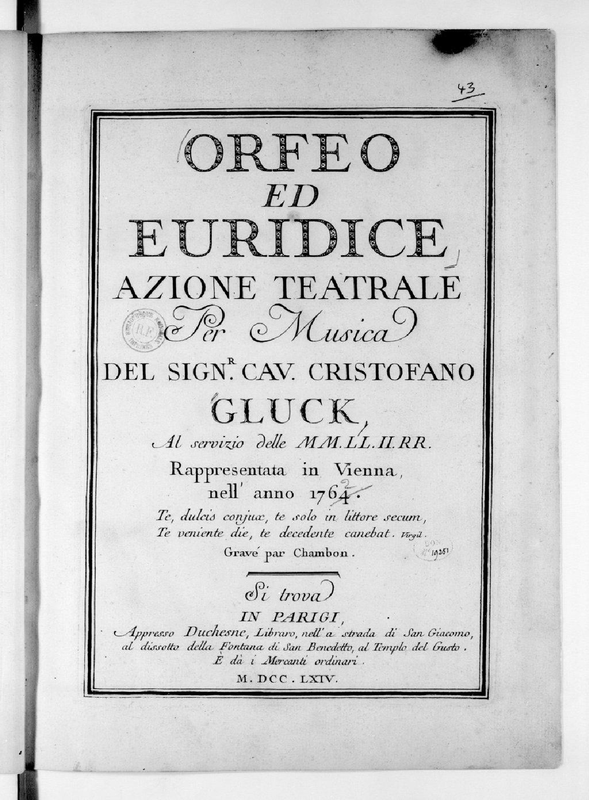 43
ORFEO
ED
EURIDICE
AZIONE TEATRALE
Per Musica
DEL SIGN.R CAV. CRISTOFANO
GLUCK,
Al servizio delle MM.LL.II.RR.
Rappresentata in Vienna,
nell' anno 1764.
2
Te, dulcis conjux, te solo in littore secum,
Te veniente die, te decedente canebat. Virgil.
Gravé par Chambon.
Si trova
IN PARIGI,
Appresso Duchesne, Libraro, nell'a strada di San Giacomo,
al dissotto della Fontana di San Benedetto, al Templo del Gusto.
E dà i Mercanti ordinari.
M. DCC. LXIV.